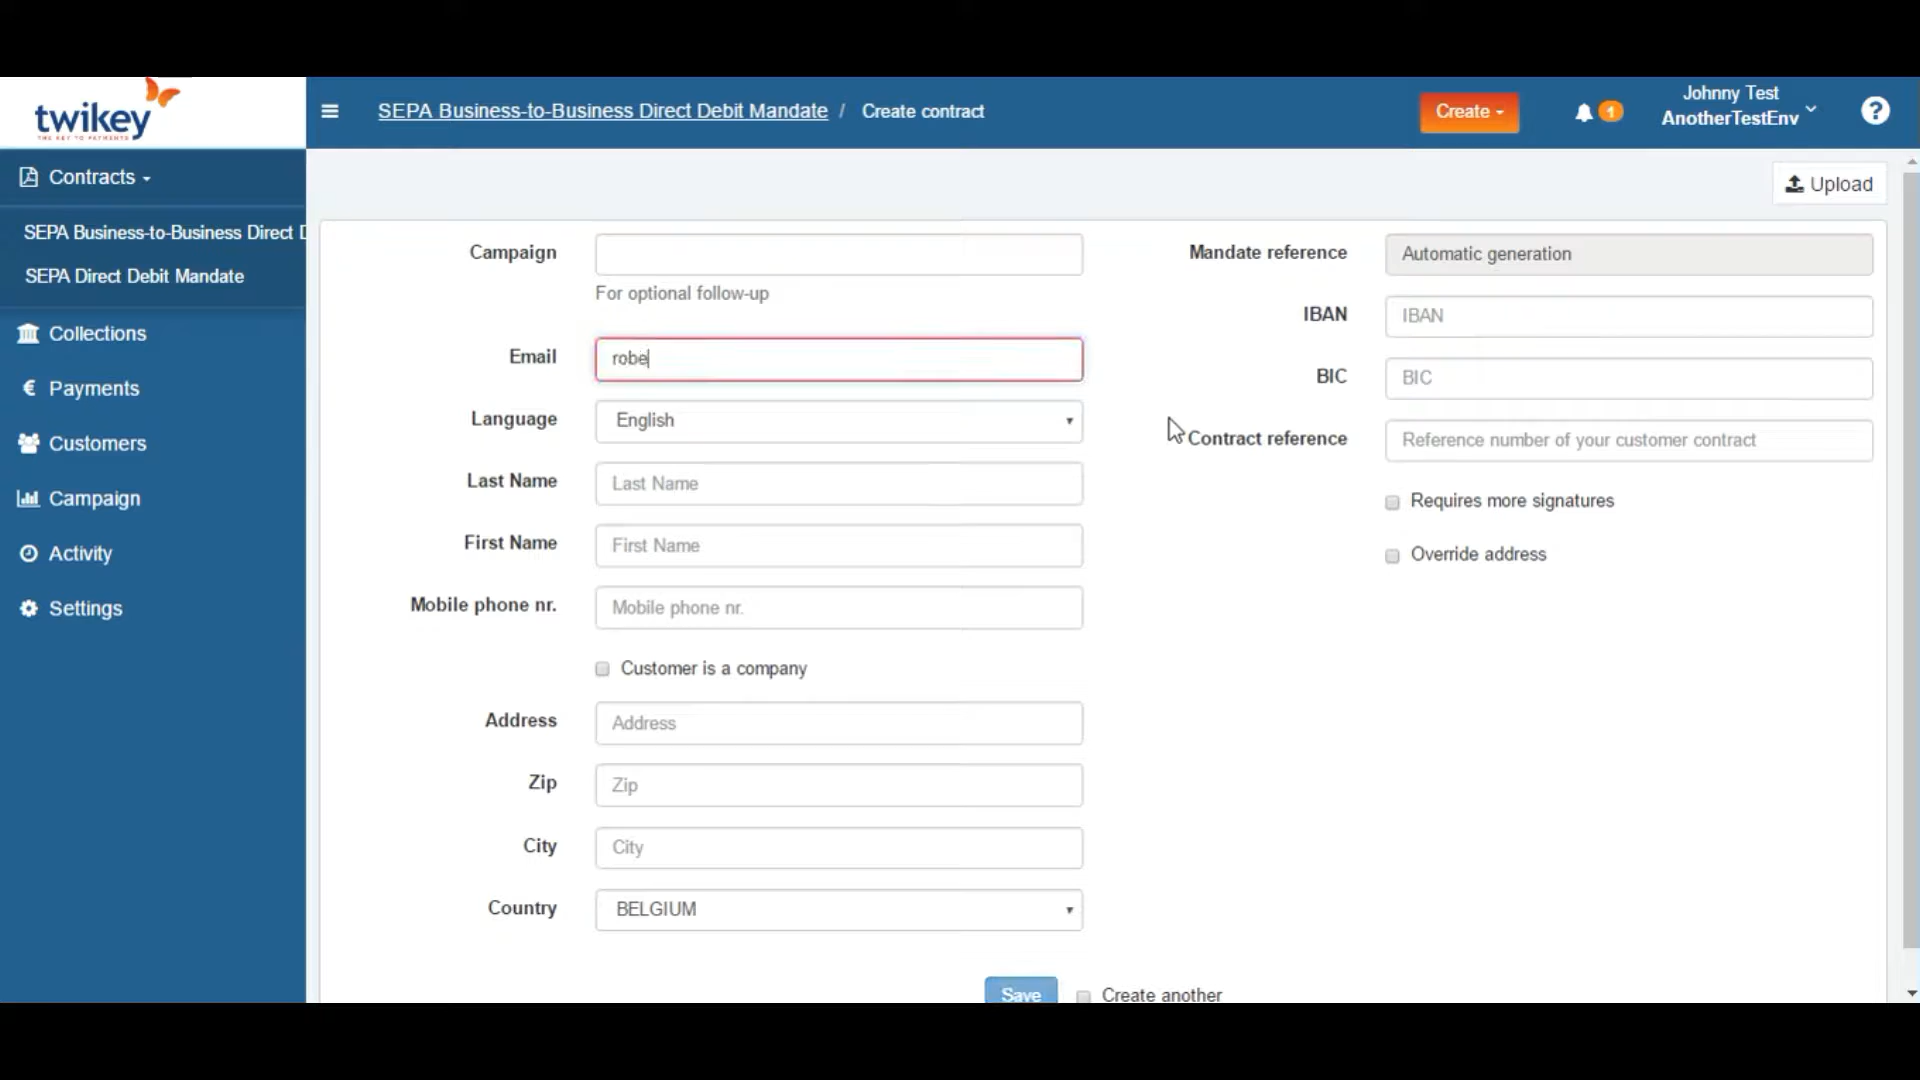 twikey
THE KEY TO PAYMENTS
SEPA Business-to-Business Direct Debit Mandate / Create contract
Create
1
Johnny Test
AnotherTestEnv
?
Contracts
SEPA Business-to-Business Direct D
SEPA Direct Debit Mandate
Collections
Payments
Customers
Campaign
Activity
Settings
Upload
Campaign
For optional follow-up
Email robe
Language English
Last Name Last Name
First Name First Name
Mobile phone nr. Mobile phone nr.
Customer is a company
Address Address
Zip Zip
City City
Country BELGIUM
Mandate reference Automatic generation
IBAN IBAN
BIC BIC
Contract reference Reference number of your customer contract
Requires more signatures
Override address
Save Create another